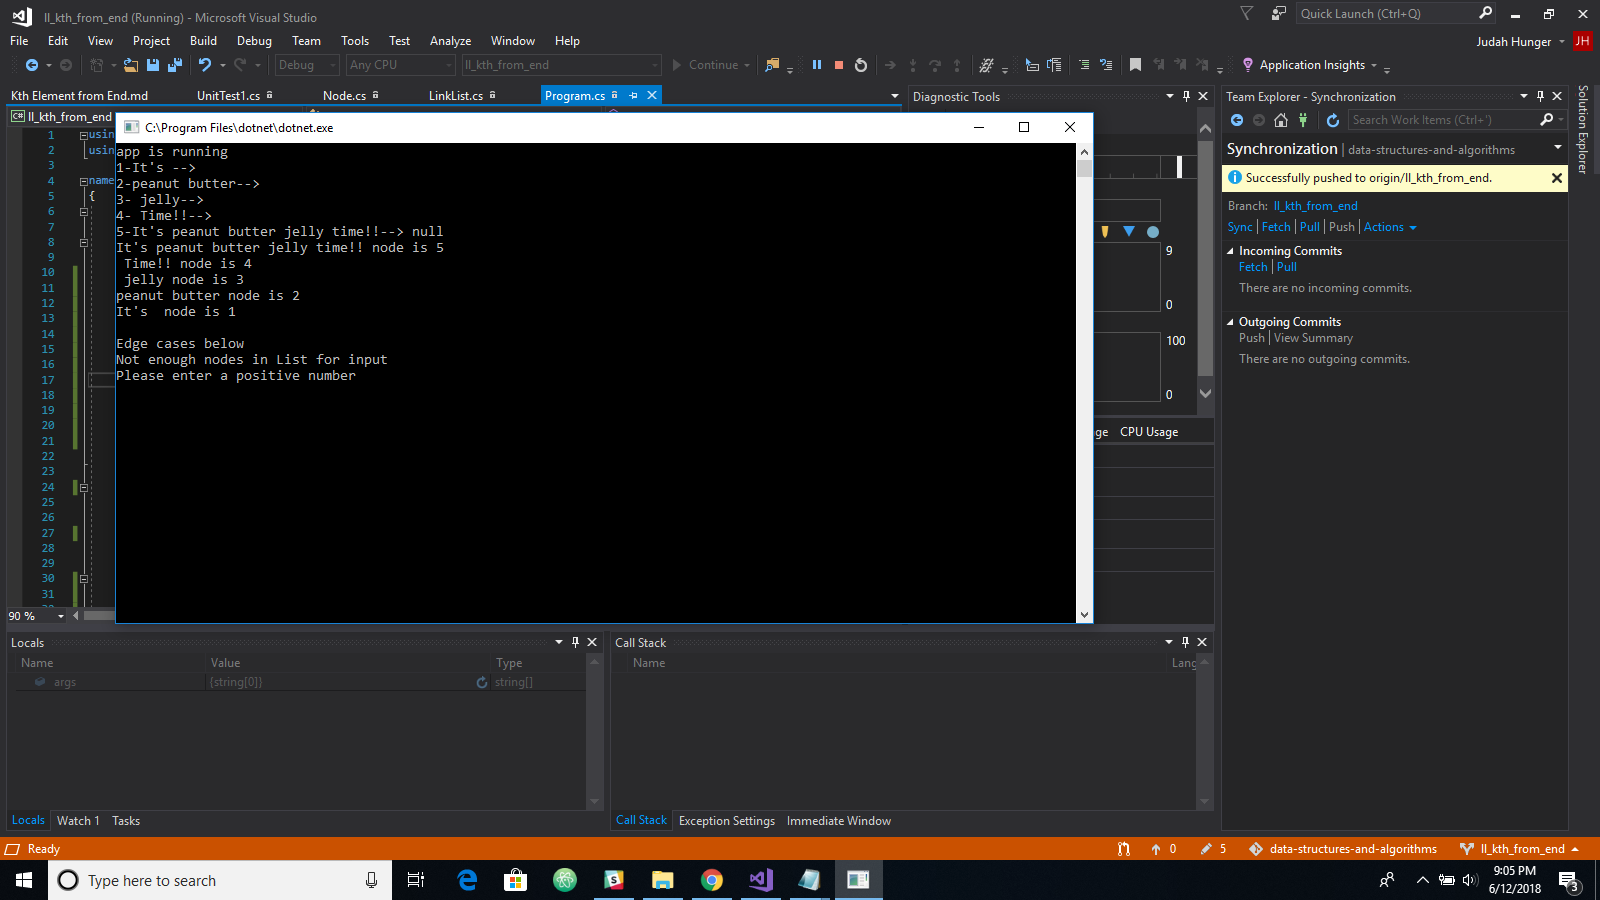 ll_kth_from_end (Running) - Microsoft Visual Studio
Quick Launch (Ctrl+Q)
File Edit View Project Build Debug Team Tools Test Analyze Window Help
Judah Hunger JH
Debug Any CPU ll_kth_from_end Continue Application Insights
Kth Element from End.md UnitTest1.cs Node.cs LinkList.cs Program.cs
C# ll_kth_from_end
1 usin
2 usin
3
4 name
5 {
6
7
8
9
10
11
12
13
14
15
16
17
18
19
20
21
22
23
24
25
26
27
28
29
30
31
90 %
C:\Program Files\dotnet\dotnet.exe
app is running
1-It's -->
2-peanut butter-->
3- jelly-->
4- Time!!-->
5-It's peanut butter jelly time!!--> null
It's peanut butter jelly time!! node is 5
 Time!! node is 4
 jelly node is 3
peanut butter node is 2
It's  node is 1
Edge cases below
Not enough nodes in List for input
Please enter a positive number
Diagnostic Tools
9
0
100
0
ge CPU Usage
Team Explorer - Synchronization
Search Work Items (Ctrl+')
Synchronization | data-structures-and-algorithms
Successfully pushed to origin/ll_kth_from_end.
Branch: ll_kth_from_end
Sync | Fetch | Pull | Push | Actions
Incoming Commits
Fetch | Pull
There are no incoming commits.
Outgoing Commits
Push | View Summary
There are no outgoing commits.
Solution Explorer
Locals
Name Value Type
args {string[0]} string[]
Locals Watch 1 Tasks
Call Stack
Name Lang
Call Stack Exception Settings Immediate Window
Ready 0 5 data-structures-and-algorithms ll_kth_from_end
Type here to search
9:05 PM
6/12/2018
3